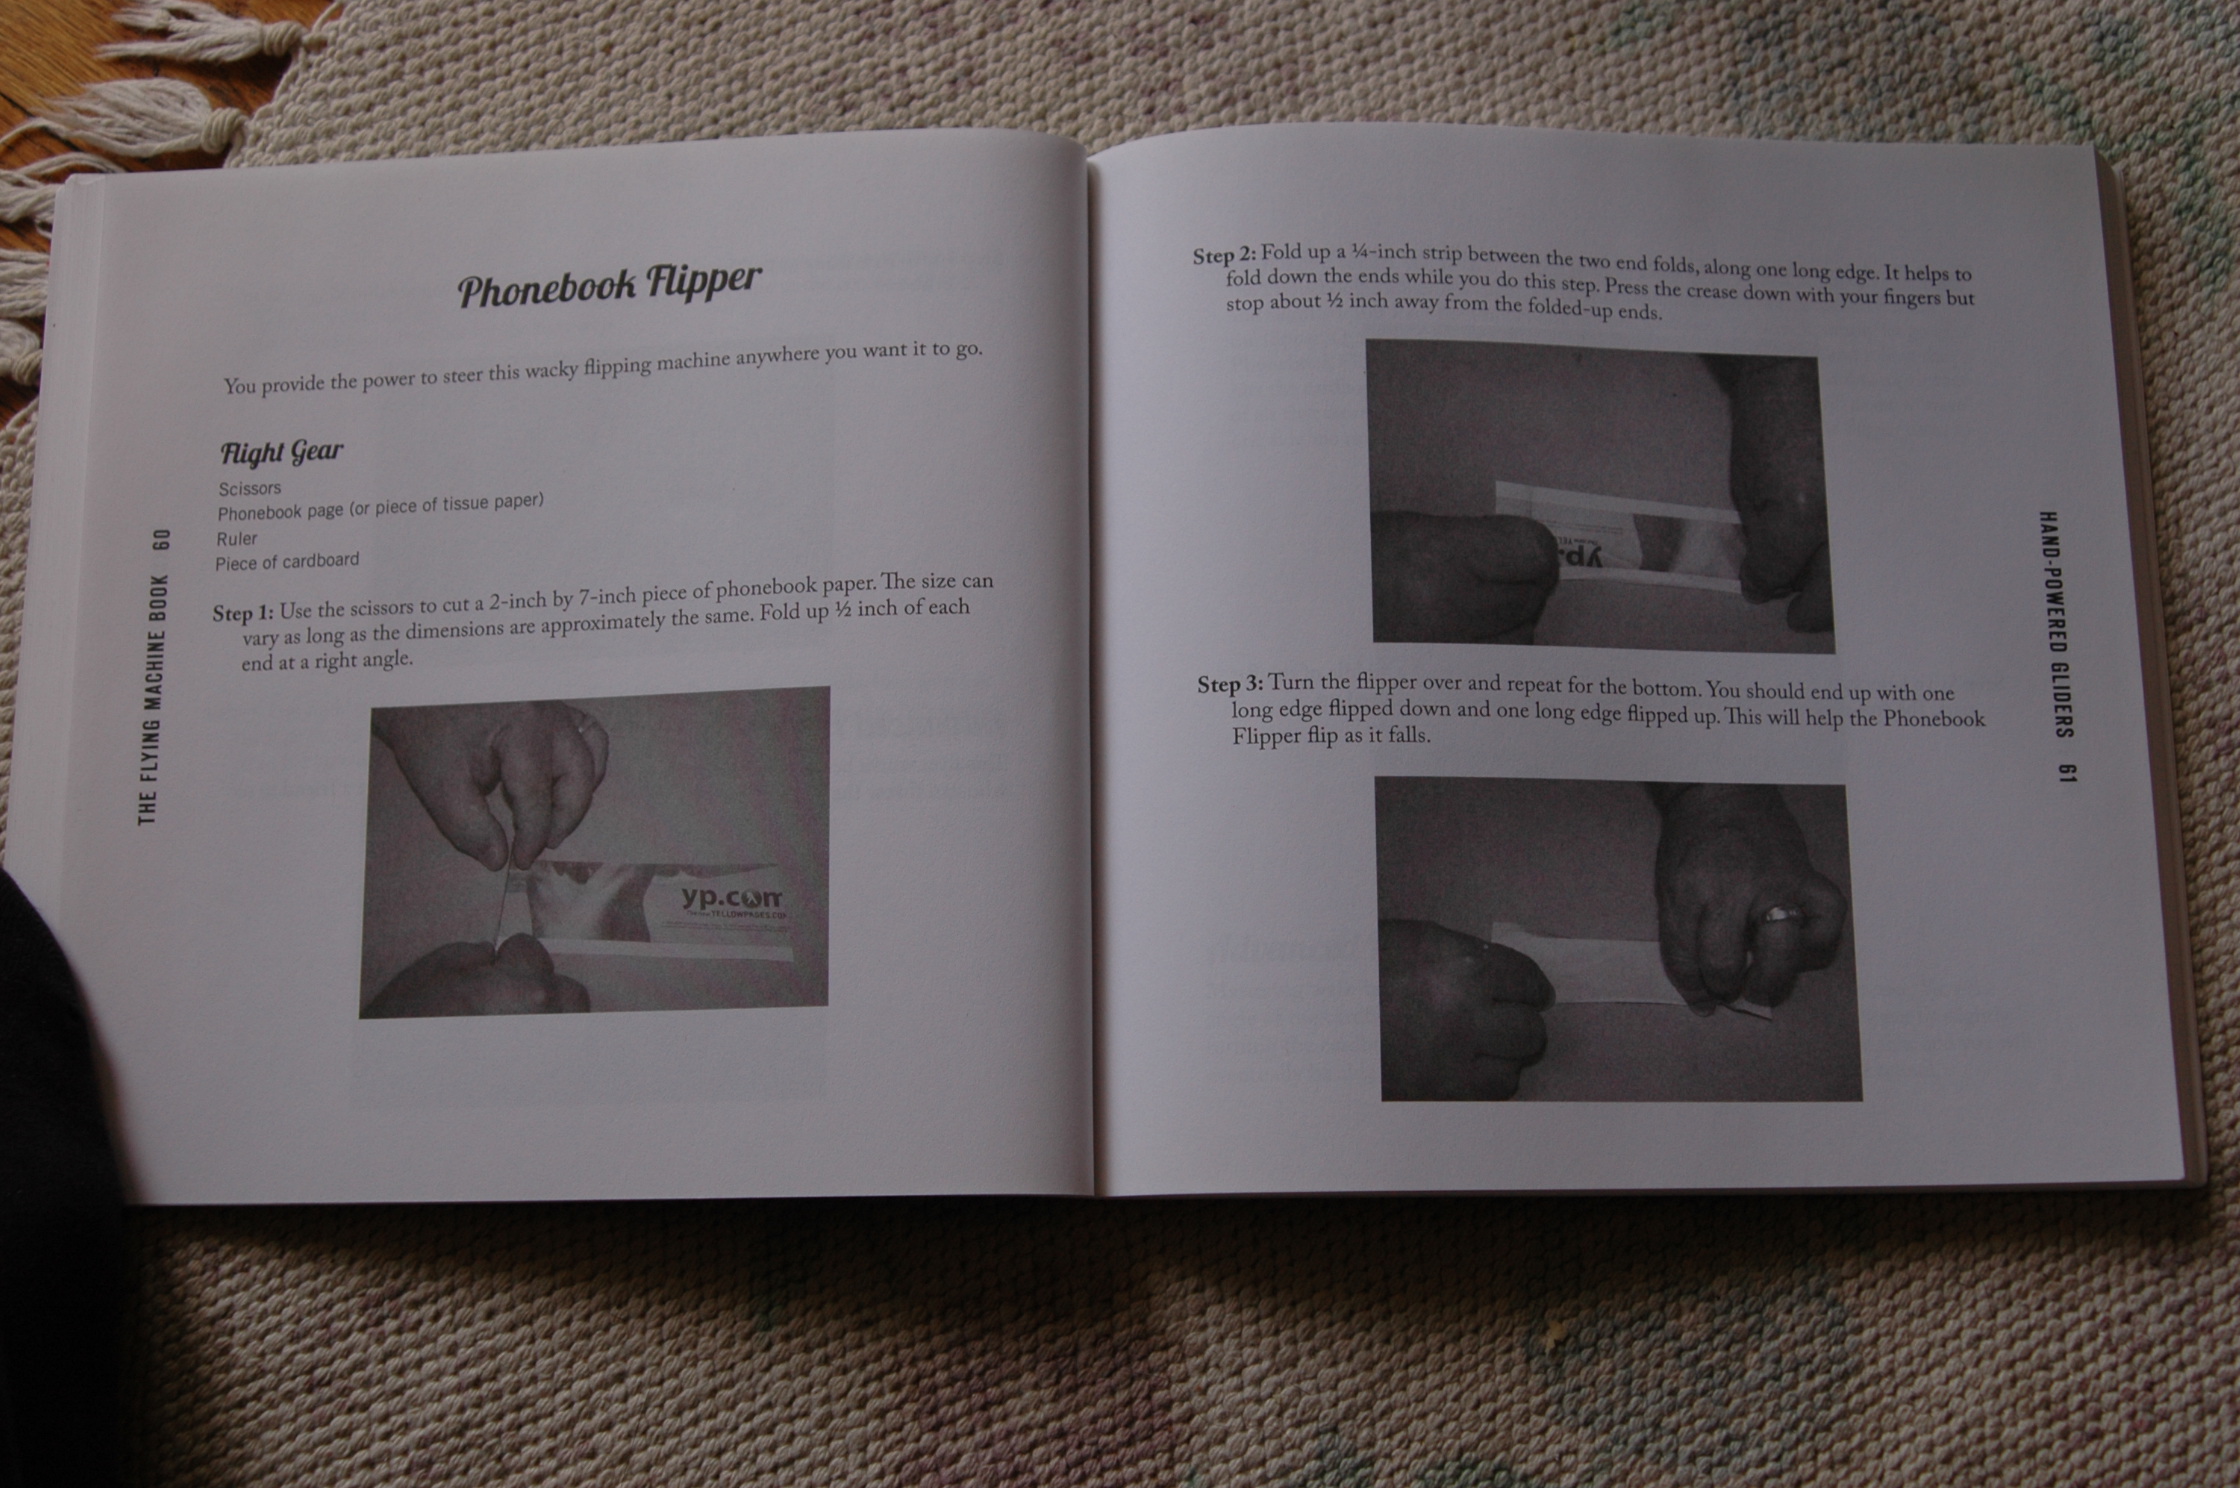 Phonebook Flipper
You provide the power to steer this wacky flipping machine anywhere you want it to go.
Flight Gear
Scissors
Phonebook page (or piece of tissue paper)
Ruler
Piece of cardboard
Step 1: Use the scissors to cut a 2-inch by 7-inch piece of phonebook paper. The size can
vary as long as the dimensions are approximately the same. Fold up ½ inch of each
end at a right angle.
yp.com
YELLOWPAGES.COM
THE FLYING MACHINE BOOK 60
Step 2: Fold up a ¼-inch strip between the two end folds, along one long edge. It helps to
fold down the ends while you do this step. Press the crease down with your fingers but
stop about ½ inch away from the folded-up ends.
yp.
Step 3: Turn the flipper over and repeat for the bottom. You should end up with one
long edge flipped down and one long edge flipped up. This will help the Phonebook
Flipper flip as it falls.
HAND-POWERED GLIDERS 61